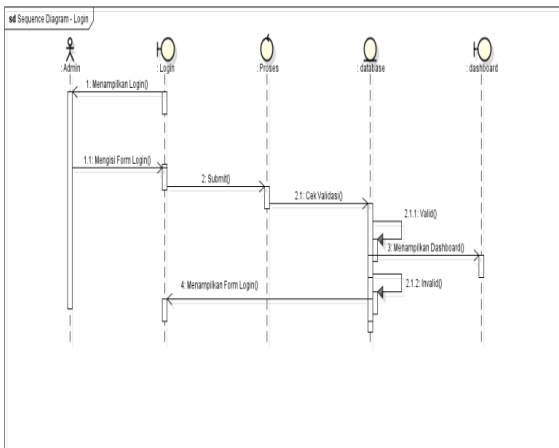 sd Sequence Diagram - Login
: Admin
: Login
: Proses
: database
: dashboard
1: Menampilkan Login()
1.1: Mengisi Form Login()
2: Submit()
2.1: Cek Validasi()
2.1.1: Valid()
3: Menampilkan Dashboard()
2.1.2: Invalid()
4: Menampilkan Form Login()